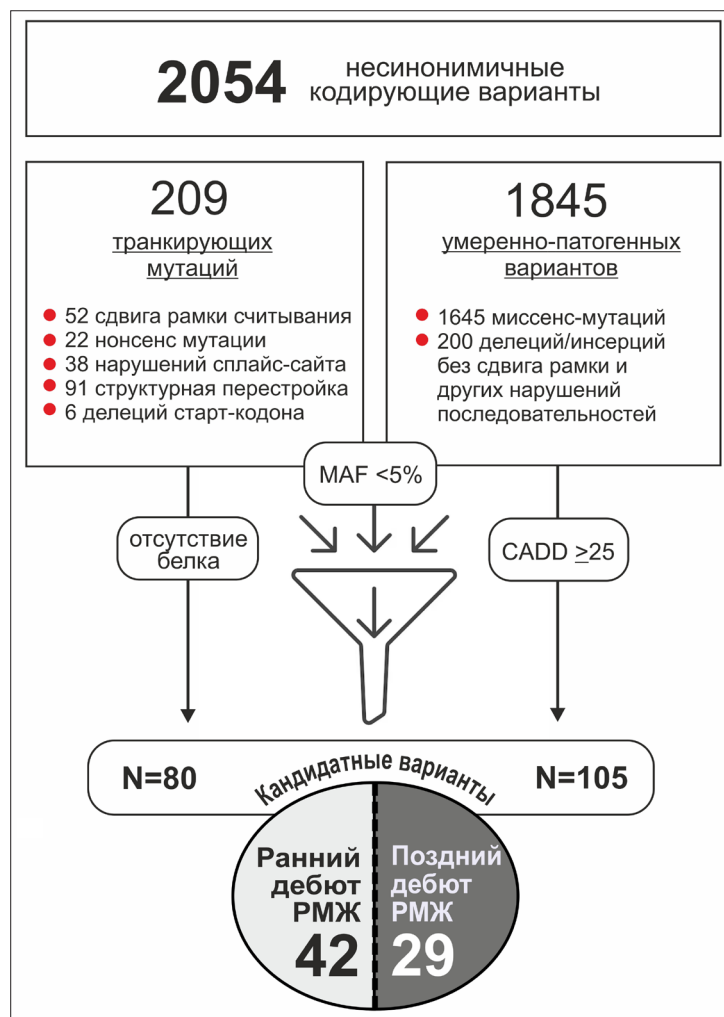 2054 несинонимичные
кодирующие варианты
209
транкирующих
мутаций
52 сдвига рамки считывания
22 нонсенс мутации
38 нарушений сплайс-сайта
91 структурная перестройка
6 делеций старт-кодона
1845
умеренно-патогенных
вариантов
1645 миссенс-мутаций
200 делеций/инсерций
без сдвига рамки и
других нарушений
последовательностей
MAF <5%
отсутствие
белка
CADD ≥25
N=80
Кандидатные варианты
N=105
Ранний
дебют
РМЖ
42
Поздний
дебют
РМЖ
29